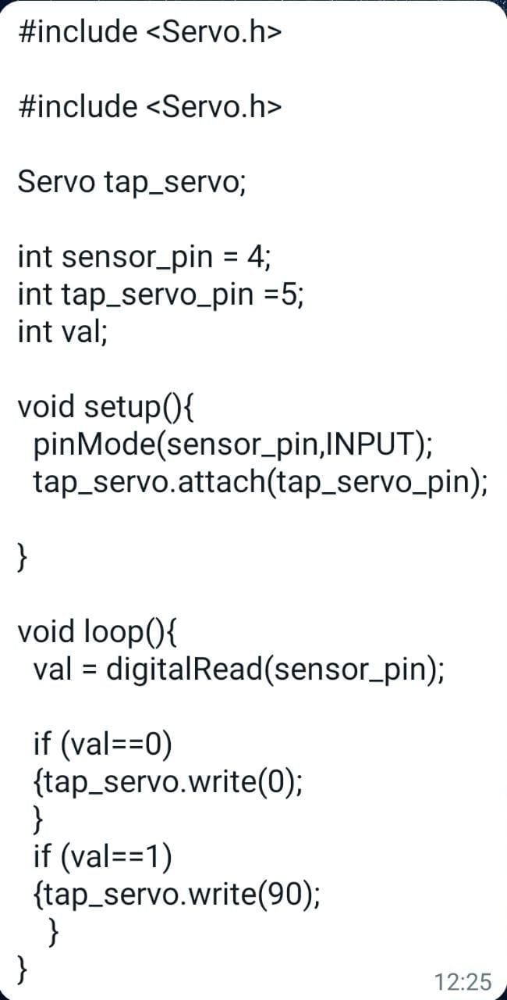 #include <Servo.h>
#include <Servo.h>
Servo tap_servo;
int sensor_pin = 4;
int tap_servo_pin =5;
int val;
void setup(){
pinMode(sensor_pin,INPUT);
tap_servo.attach(tap_servo_pin);
}
void loop(){
val = digitalRead(sensor_pin);
if (val==0)
{tap_servo.write(0);
}
if (val==1)
{tap_servo.write(90);
}
}
12:25